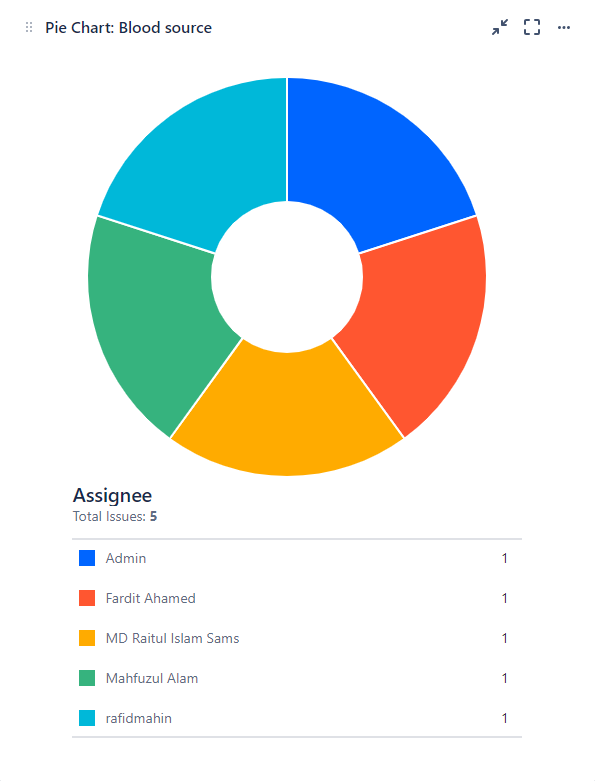 Pie Chart: Blood source
Assignee
Total Issues: 5
Admin 1
Fardit Ahamed 1
MD Raitul Islam Sams 1
Mahfuzul Alam 1
rafidmahin 1